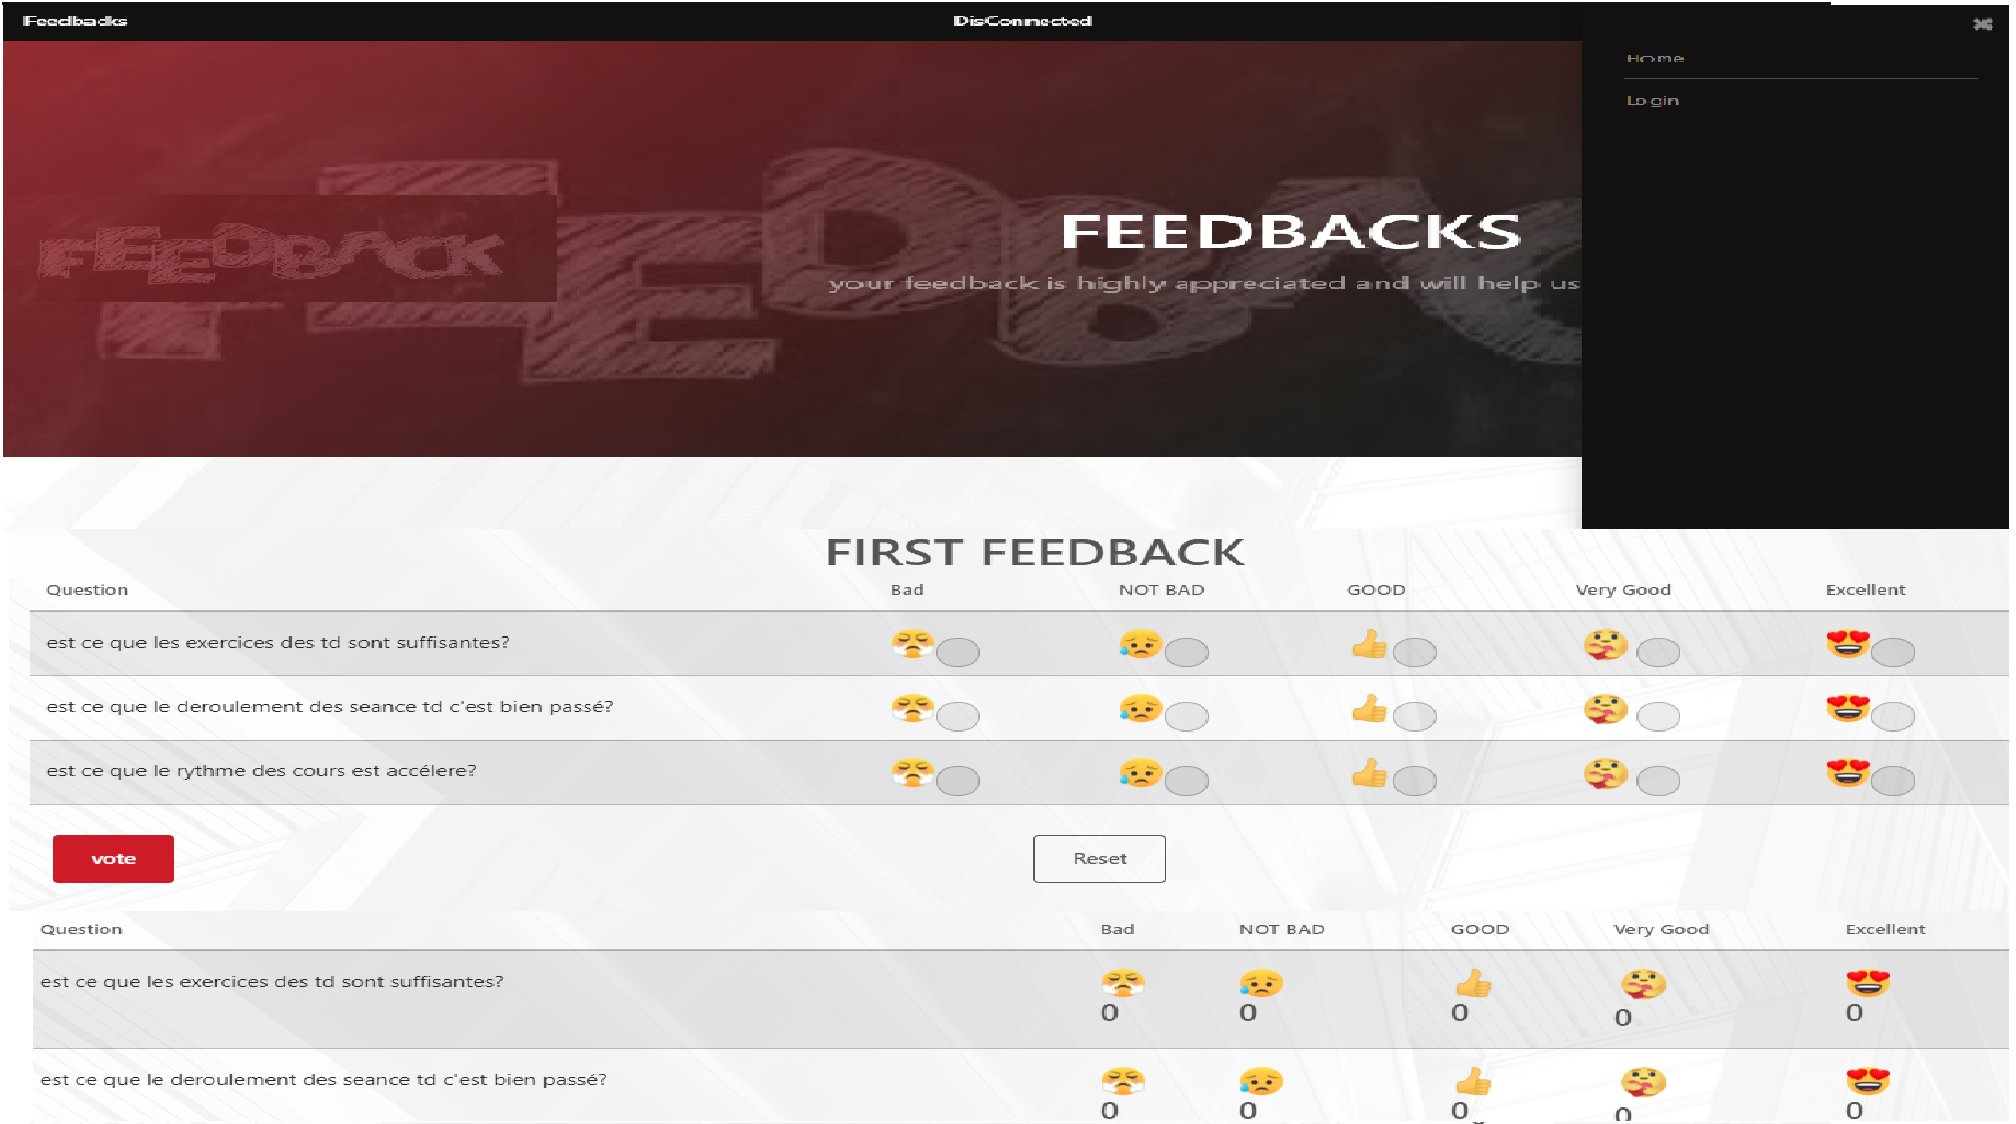 Feedbacks DisConnected
Home
Login
FEEDBACK
FEEDBACKS
your feedback is highly appreciated and will help us
FIRST FEEDBACK
Question Bad NOT BAD GOOD Very Good Excellent
est ce que les exercices des td sont suffisantes?
est ce que le deroulement des seance td c'est bien passé?
est ce que le rythme des cours est accélere?
vote Reset
Question Bad NOT BAD GOOD Very Good Excellent
est ce que les exercices des td sont suffisantes?
0 0 0 0 0
est ce que le deroulement des seance td c'est bien passé?
0 0 0 0 0